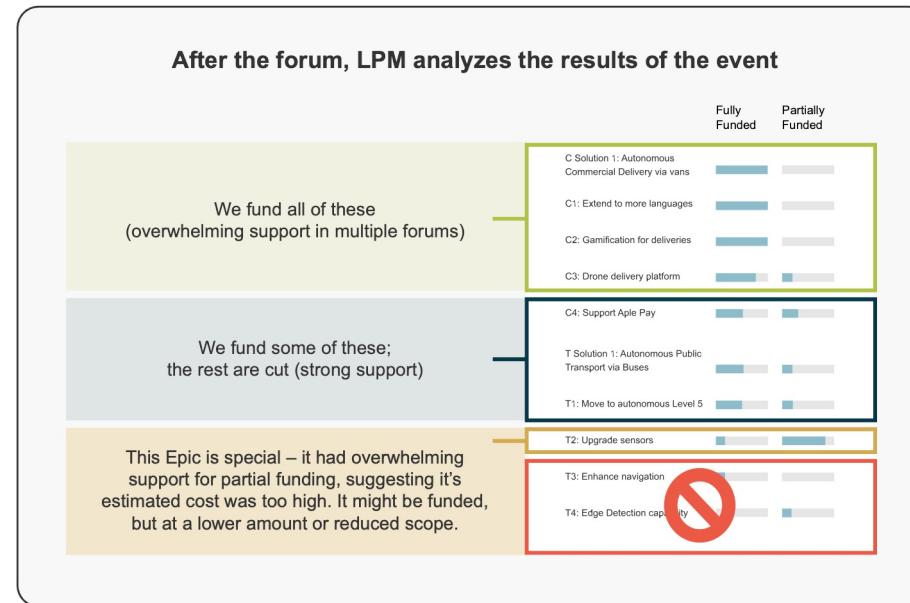 After the forum, LPM analyzes the results of the event
Fully
Funded
Partially
Funded
We fund all of these
(overwhelming support in multiple forums)
C Solution 1: Autonomous
Commercial Delivery via vans
C1: Extend to more languages
C2: Gamification for deliveries
C3: Drone delivery platform
We fund some of these;
the rest are cut (strong support)
C4: Support Aple Pay
T Solution 1: Autonomous Public
Transport via Buses
T1: Move to autonomous Level 5
This Epic is special – it had overwhelming
support for partial funding, suggesting it's
estimated cost was too high. It might be funded,
but at a lower amount or reduced scope.
T2: Upgrade sensors
T3: Enhance navigation
T4: Edge Detection capability